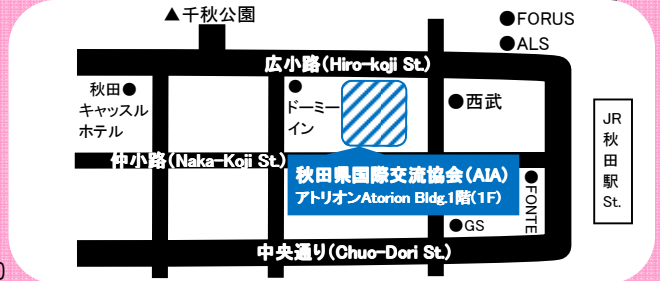 ▲千秋公園
●FORUS
●ALS
広小路(Hiro-koji St.)
秋田●
キャッスル
ホテル
●
ドーミー
イン
●西武
JR
秋
田
駅
St.
仲小路(Naka-Koji St.)
秋田県国際交流協会(AIA)
アトリオンAtorion Bldg.1階(1F)
●FONTE
●GS
中央通り(Chuo-Dori St.)